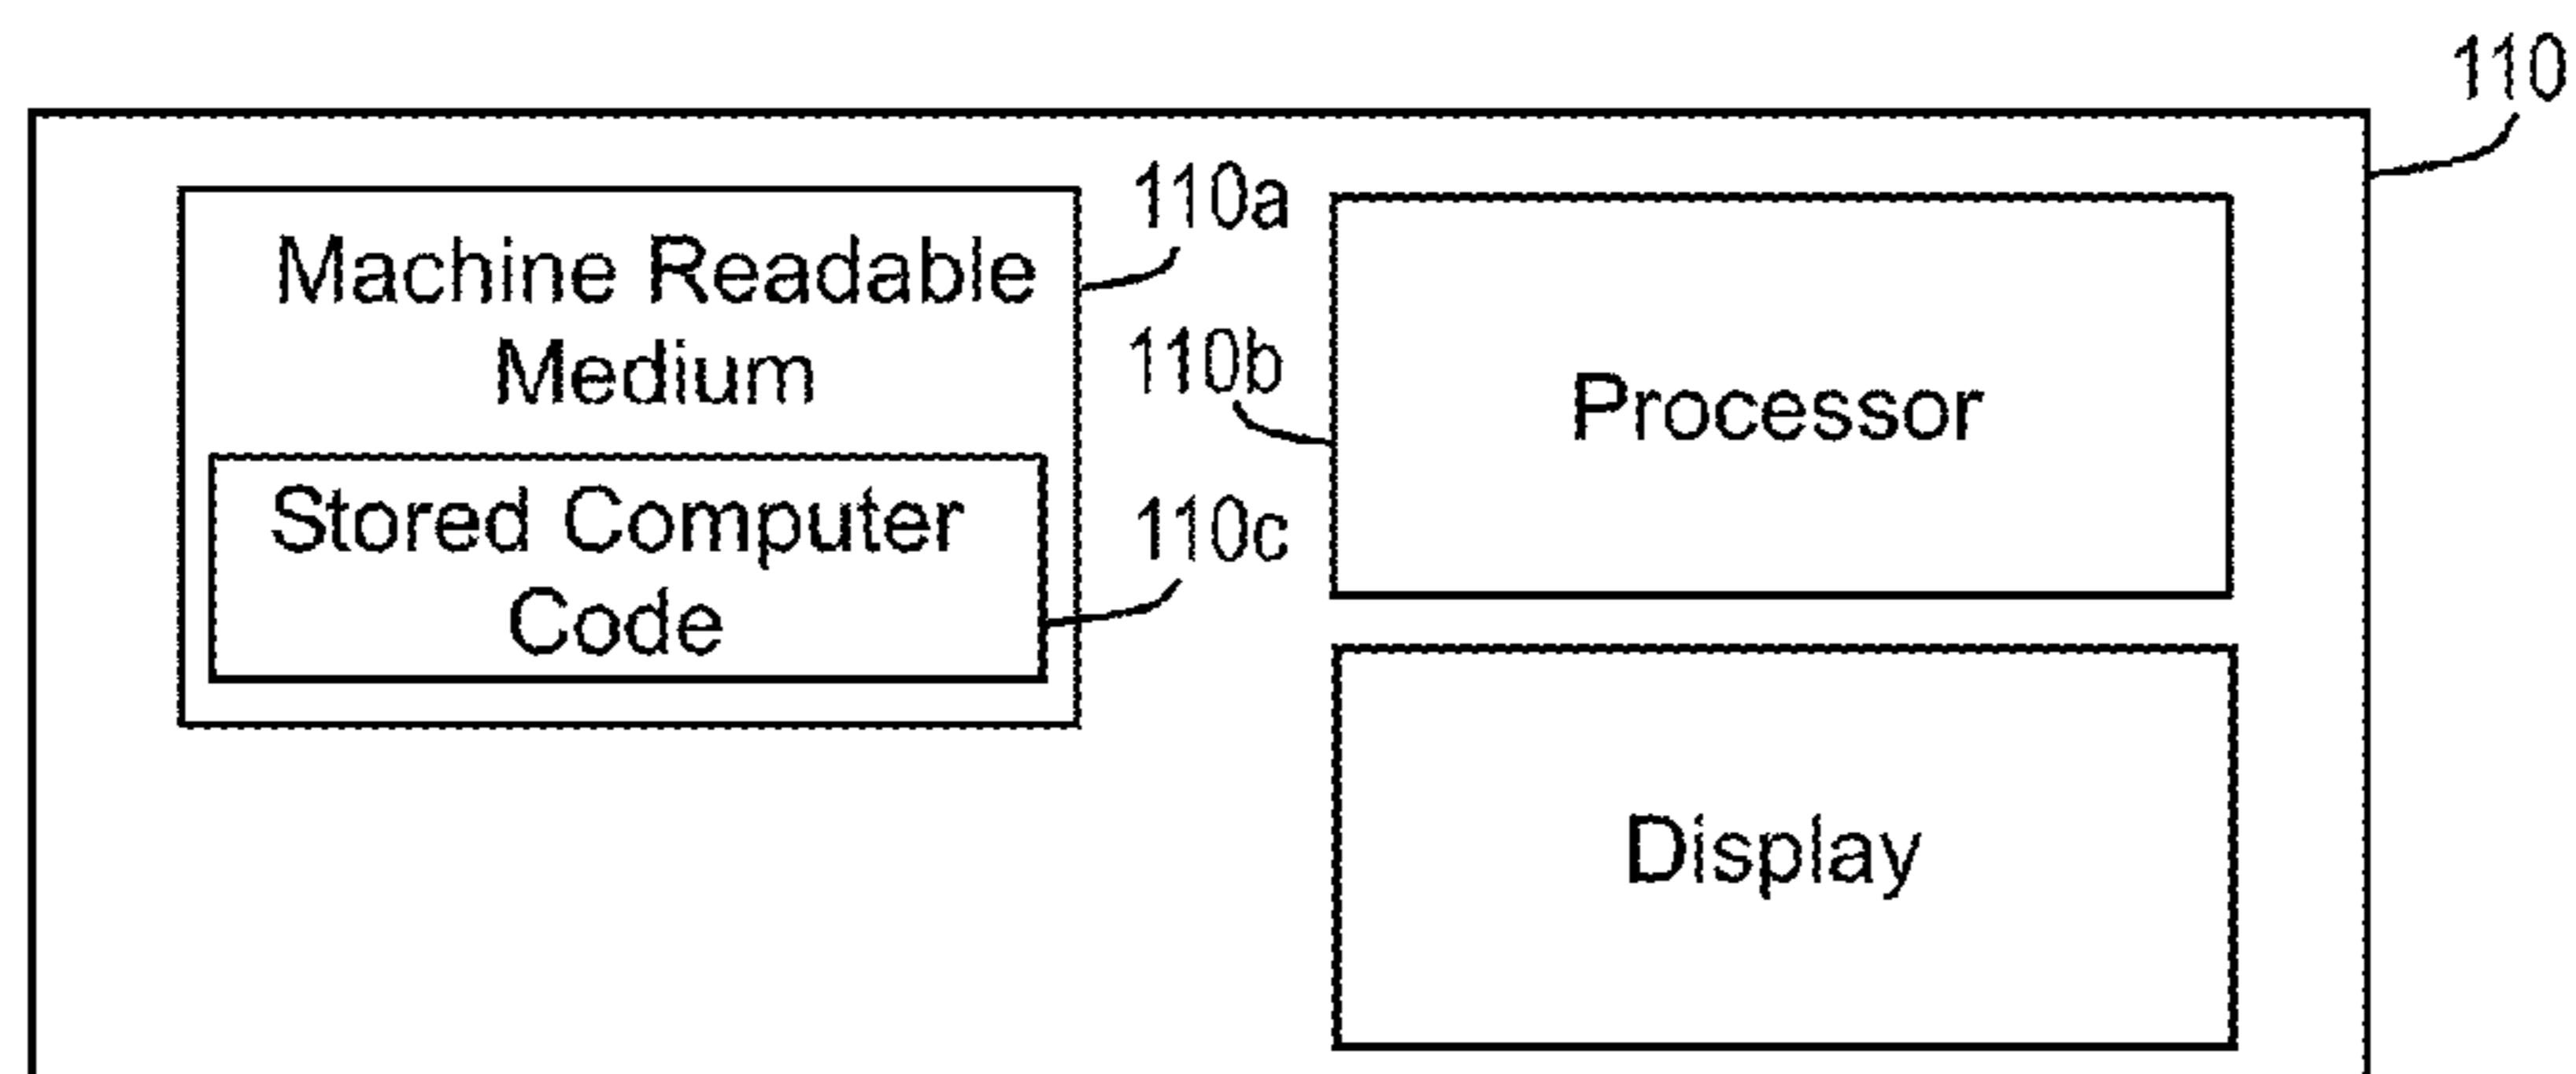 110
110a
Machine Readable
Medium
110b
Processor
Stored Computer
Code
110c
Display